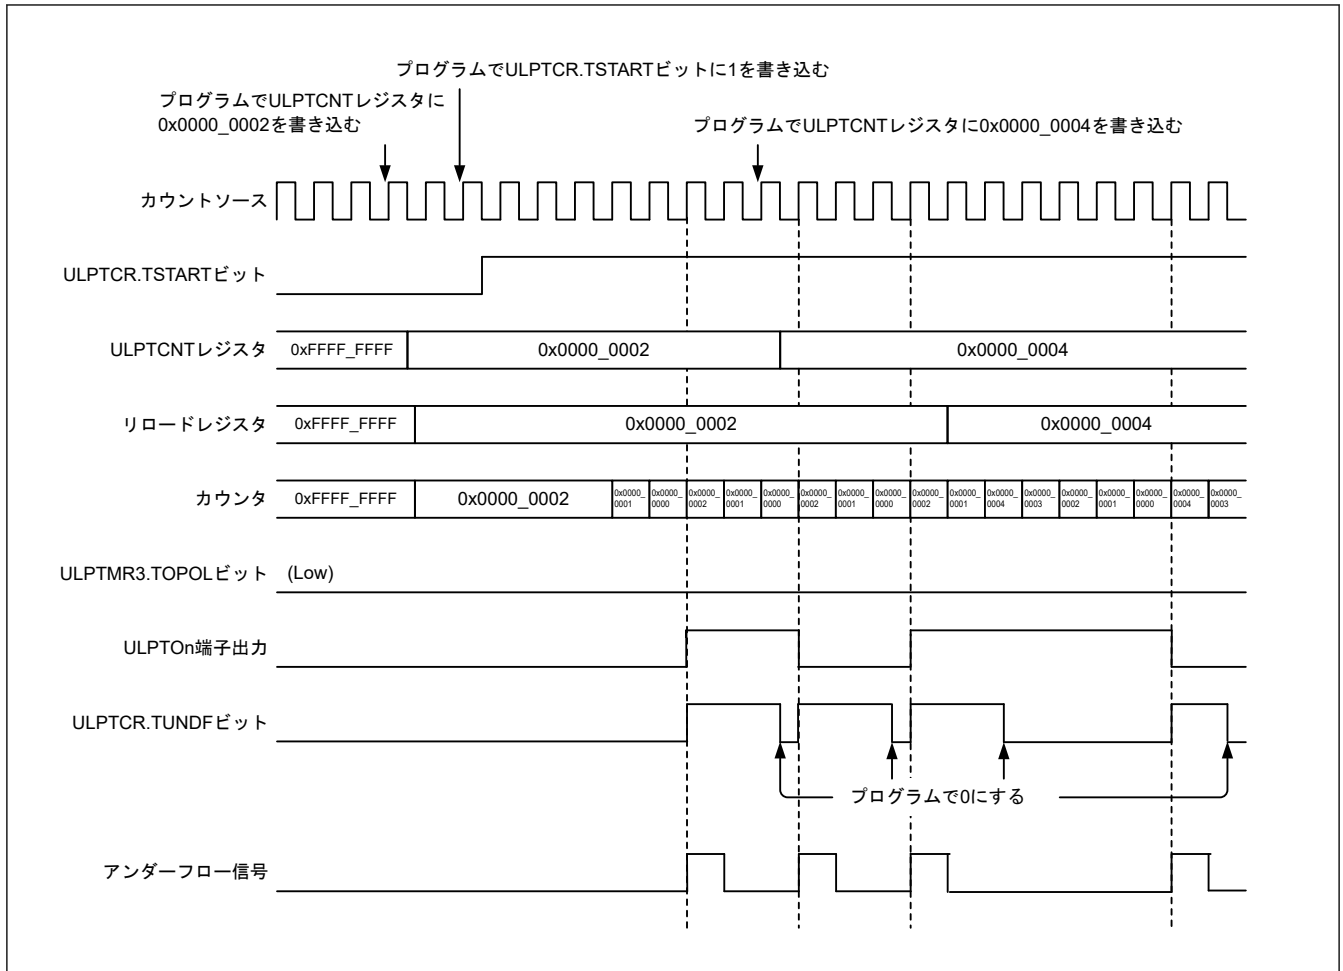 プログラムでULPTCR.TSTARTビットに1を書き込む
プログラムでULPTCNTレジスタに
0x0000_0002を書き込む
プログラムでULPTCNTレジスタに0x0000_0004を書き込む
カウントソース
ULPTCR.TSTARTビット
ULPTCNTレジスタ 0xFFFF_FFFF 0x0000_0002 0x0000_0004
リロードレジスタ 0xFFFF_FFFF 0x0000_0002 0x0000_0004
カウンタ 0xFFFF_FFFF 0x0000_0002 0x0000_0001 0x0000_0000 0x0000_0002 0x0000_0001 0x0000_0000 0x0000_0002 0x0000_0001 0x0000_0000 0x0000_0002 0x0000_0001 0x0000_0004 0x0000_0003 0x0000_0002 0x0000_0001 0x0000_0000 0x0000_0004 0x0000_0003
ULPTMR3.TOPOLビット (Low)
ULPTOn端子出力
ULPTCR.TUNDFビット
プログラムで0にする
アンダーフロー信号